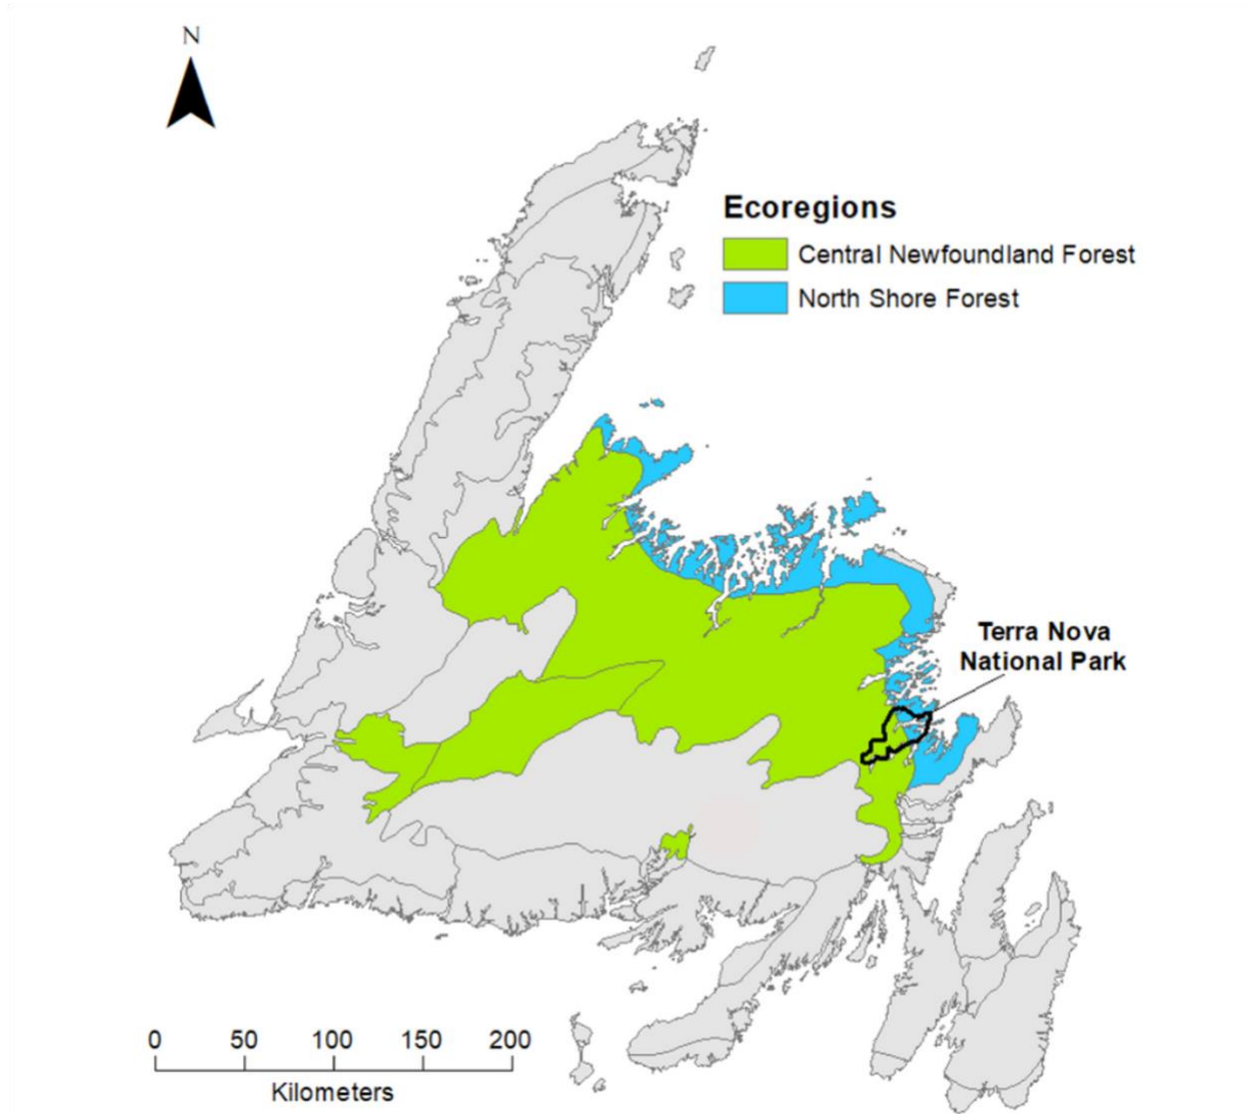 N
Ecoregions
Central Newfoundland Forest
North Shore Forest
Terra Nova
National Park
0 50 100 150 200
Kilometers